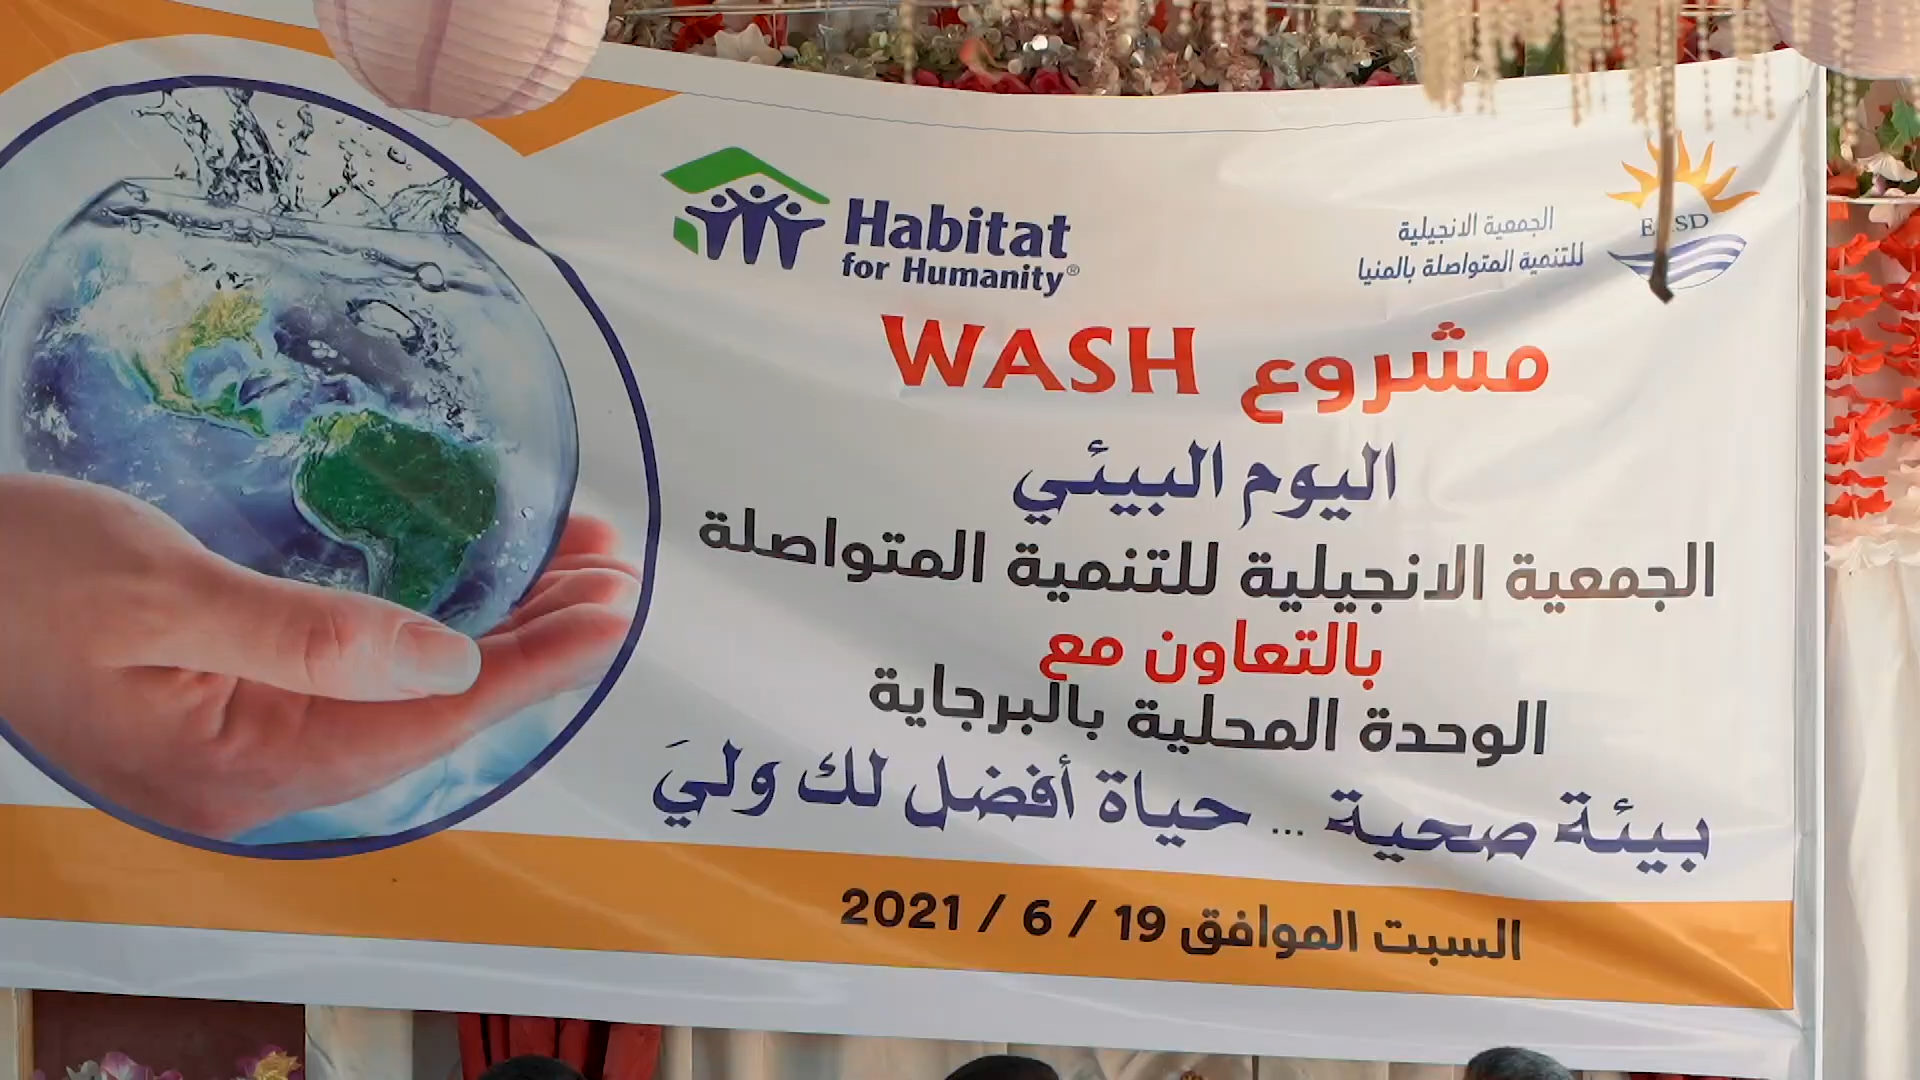 Habitat
for Humanity®
الجمعية الانجيلية
للتنمية المتواصلة بالمنيا
مشروع WASH
اليوم البيئي
الجمعية الانجيلية للتنمية المتواصلة
بالتعاون مع
الوحدة المحلية بالبرجاية
بيئة صحية ... حياة أفضل لك وليَ
السبت الموافق 19 / 6 / 2021